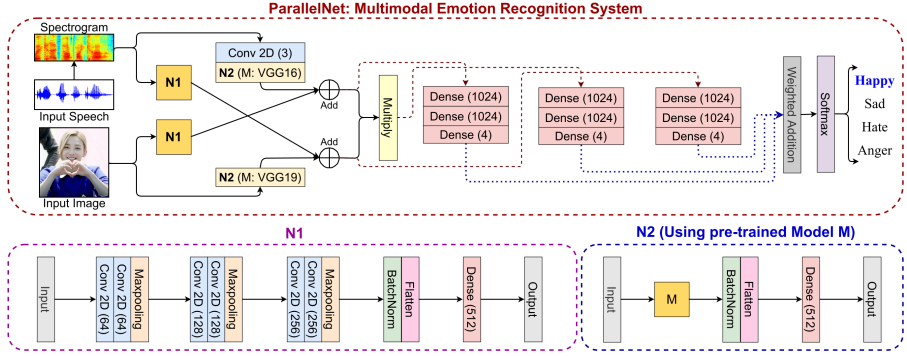 ParallelNet: Multimodal Emotion Recognition System
Spectrogram
Input Speech
Input Image
N1
N1
Conv 2D (3)
N2 (M: VGG16)
N2 (M: VGG19)
Add
Add
Multiply
Dense (1024)
Dense (1024)
Dense (4)
Dense (1024)
Dense (1024)
Dense (4)
Dense (1024)
Dense (1024)
Dense (4)
Weighted Addition
Softmax
Happy
Sad
Hate
Anger
N1
Input
Conv 2D (64)
Conv 2D (64)
Maxpooling
Conv 2D (128)
Conv 2D (128)
Maxpooling
Conv 2D (256)
Conv 2D (256)
Maxpooling
BatchNorm
Flatten
Dense (512)
Output
N2 (Using pre-trained Model M)
Input
M
BatchNorm
Flatten
Dense (512)
Output